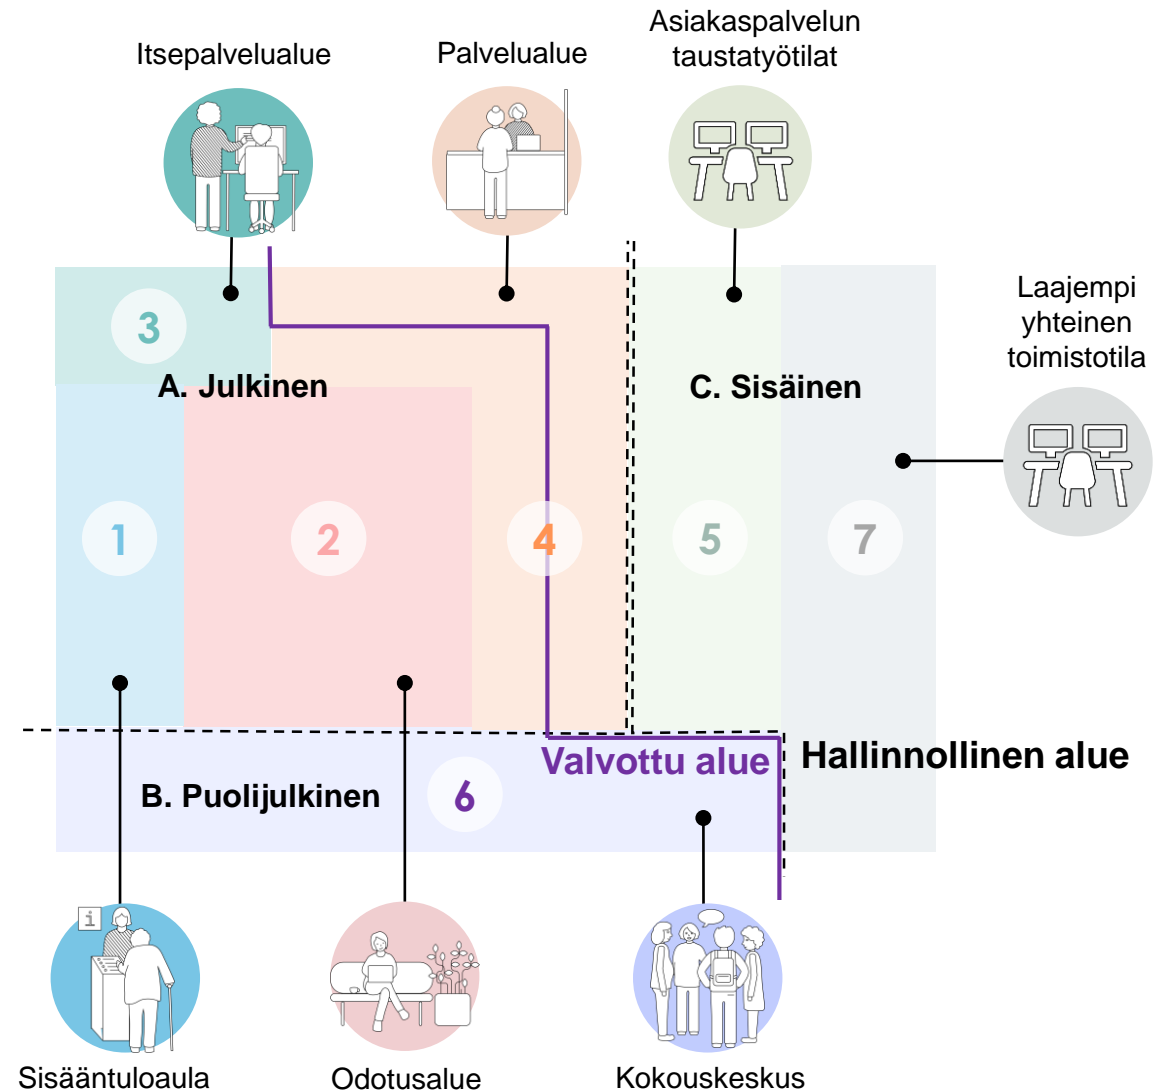 Asiakaspalvelun
taustatyötilat
Itsepalvelualue
Palvelualue
Laajempi
yhteinen
toimistotila
3
A. Julkinen
C. Sisäinen
1
2
4
5
7
Valvottu alue
Hallinnollinen alue
B. Puolijulkinen
6
i
Sisääntuloaula
Odotusalue
Kokouskeskus